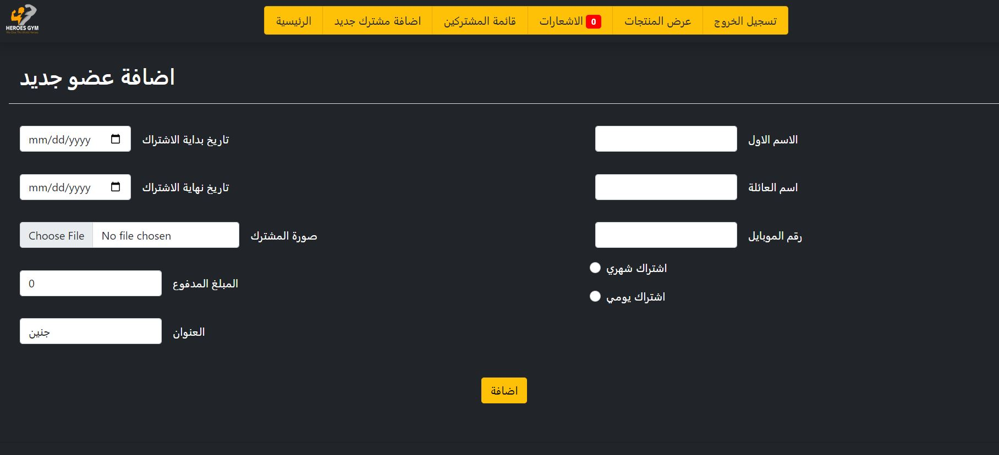 HEROES GYM
We Give The World Heroes
الرئيسية
اضافة مشترك جديد
قائمة المشتركين
الاشعارات 0
عرض المنتجات
تسجيل الخروج
اضافة عضو جديد
الاسم الاول
mm/dd/yyyy تاريخ بداية الاشتراك
اسم العائلة
mm/dd/yyyy تاريخ نهاية الاشتراك
رقم الموبايل
Choose File No file chosen صورة المشترك
اشتراك شهري
0 المبلغ المدفوع
اشتراك يومي
جنين العنوان
اضافة